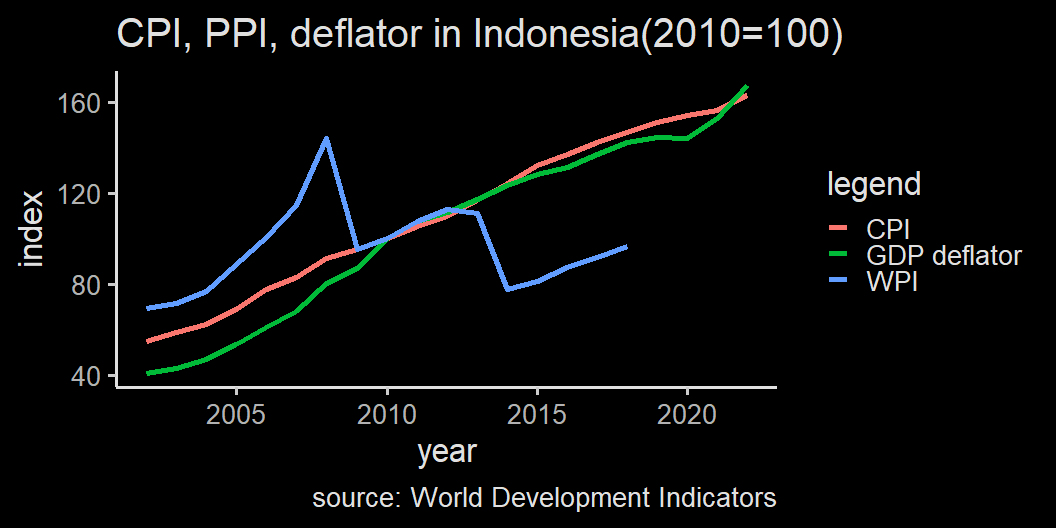 CPI, PPI, deflator in Indonesia(2010=100)
160
120
80
40
index
2005 2010 2015 2020
year
legend
CPI
GDP deflator
WPI
source: World Development Indicators